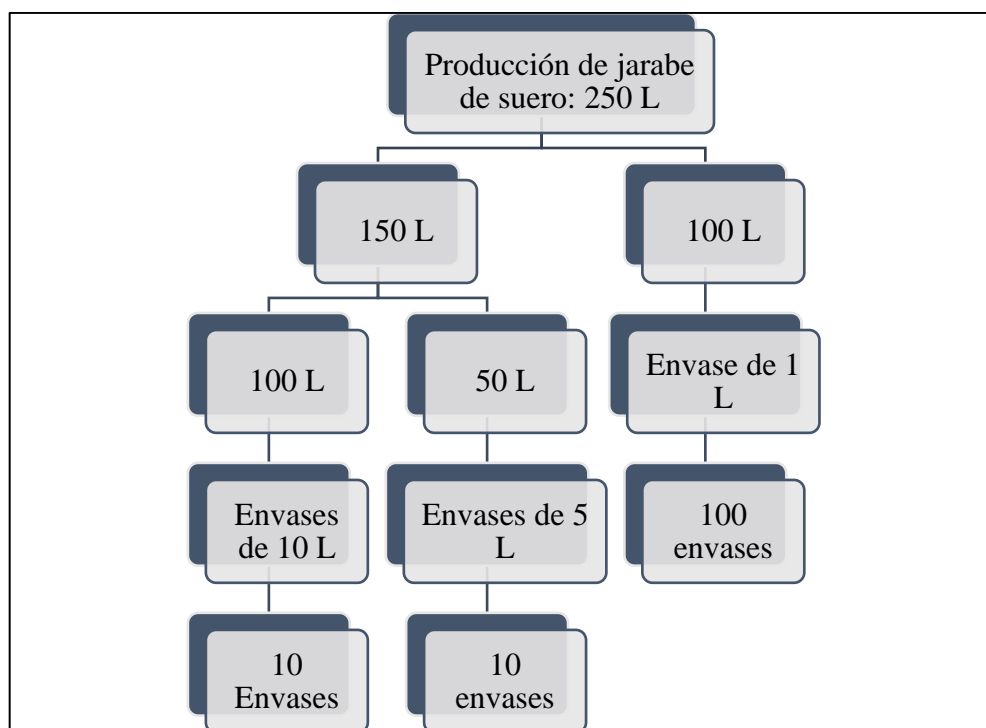 Producción de jarabe
de suero: 250 L
150 L
100 L
100 L
50 L
Envase de 1
L
Envases
de 10 L
Envases de 5
L
100
envases
10
Envases
10
envases